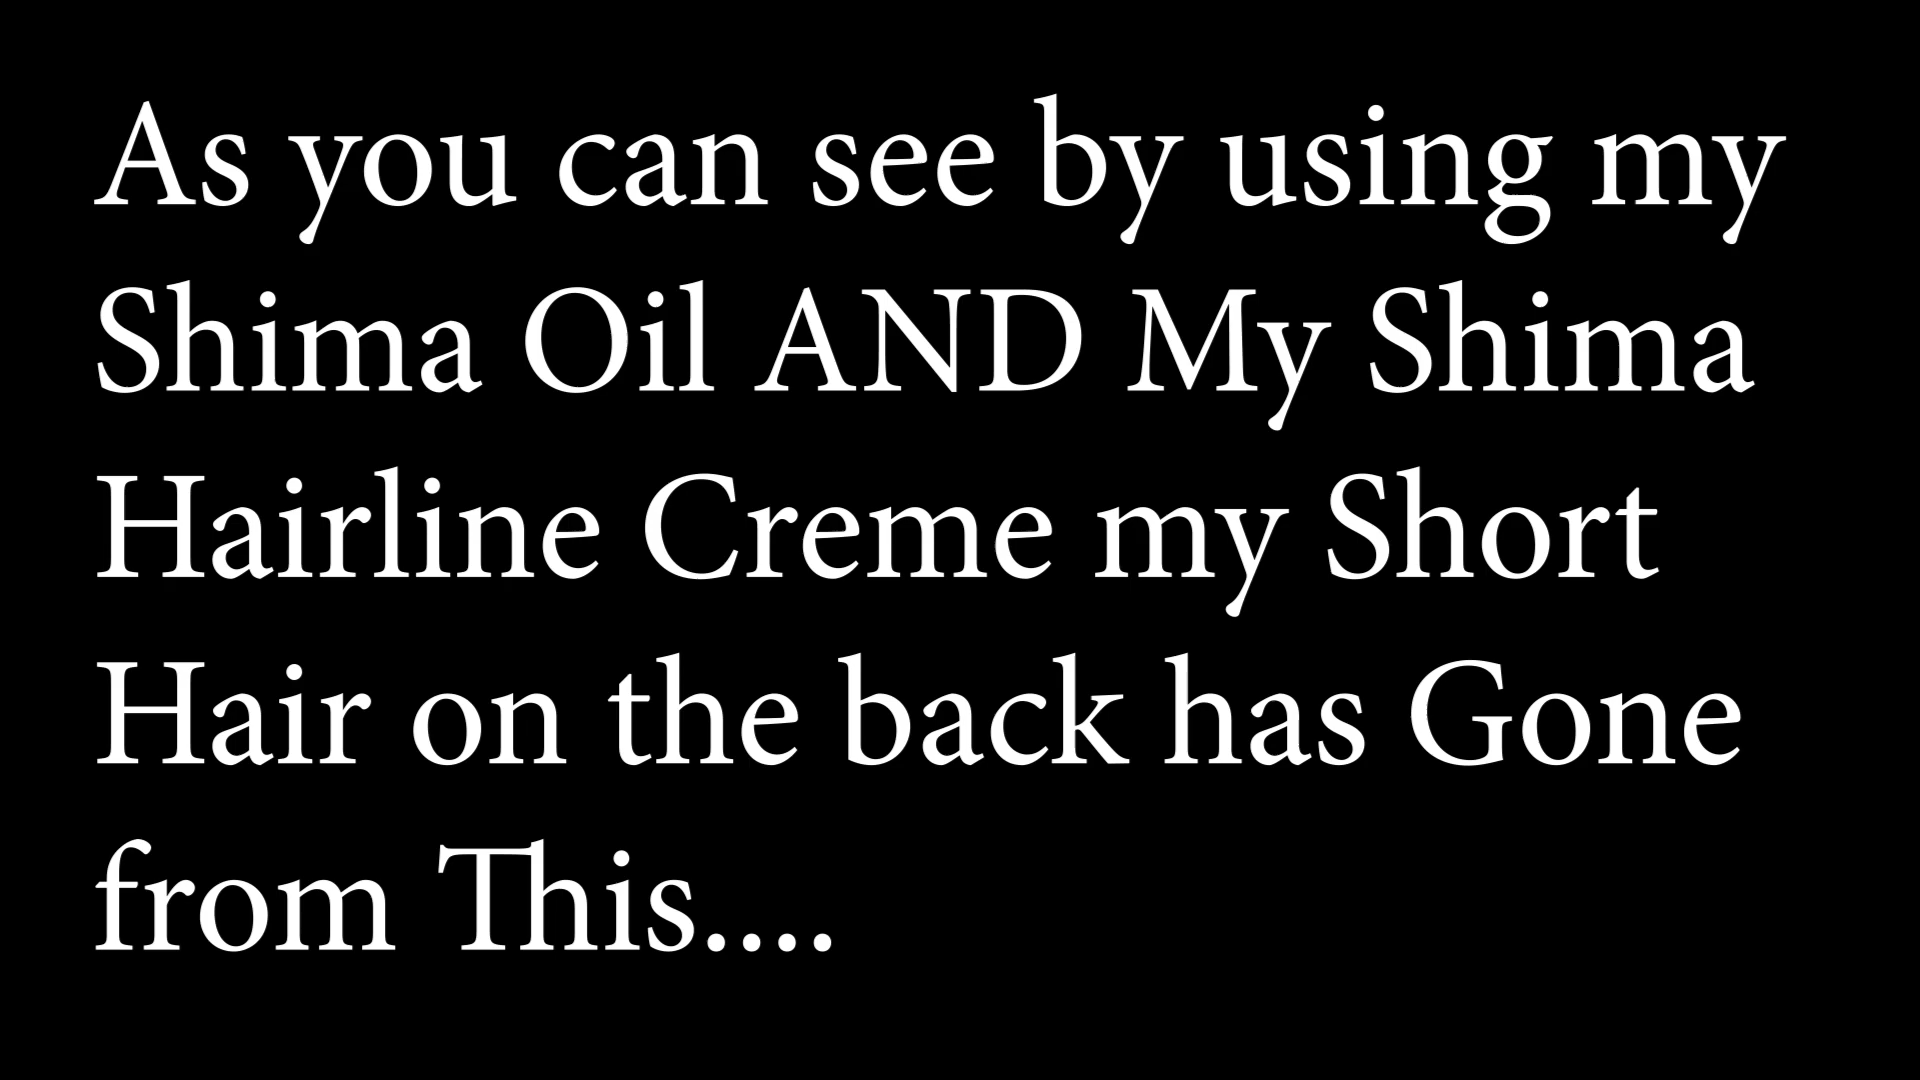 As you can see by using my
Shima Oil AND My Shima
Hairline Creme my Short
Hair on the back has Gone
from This....